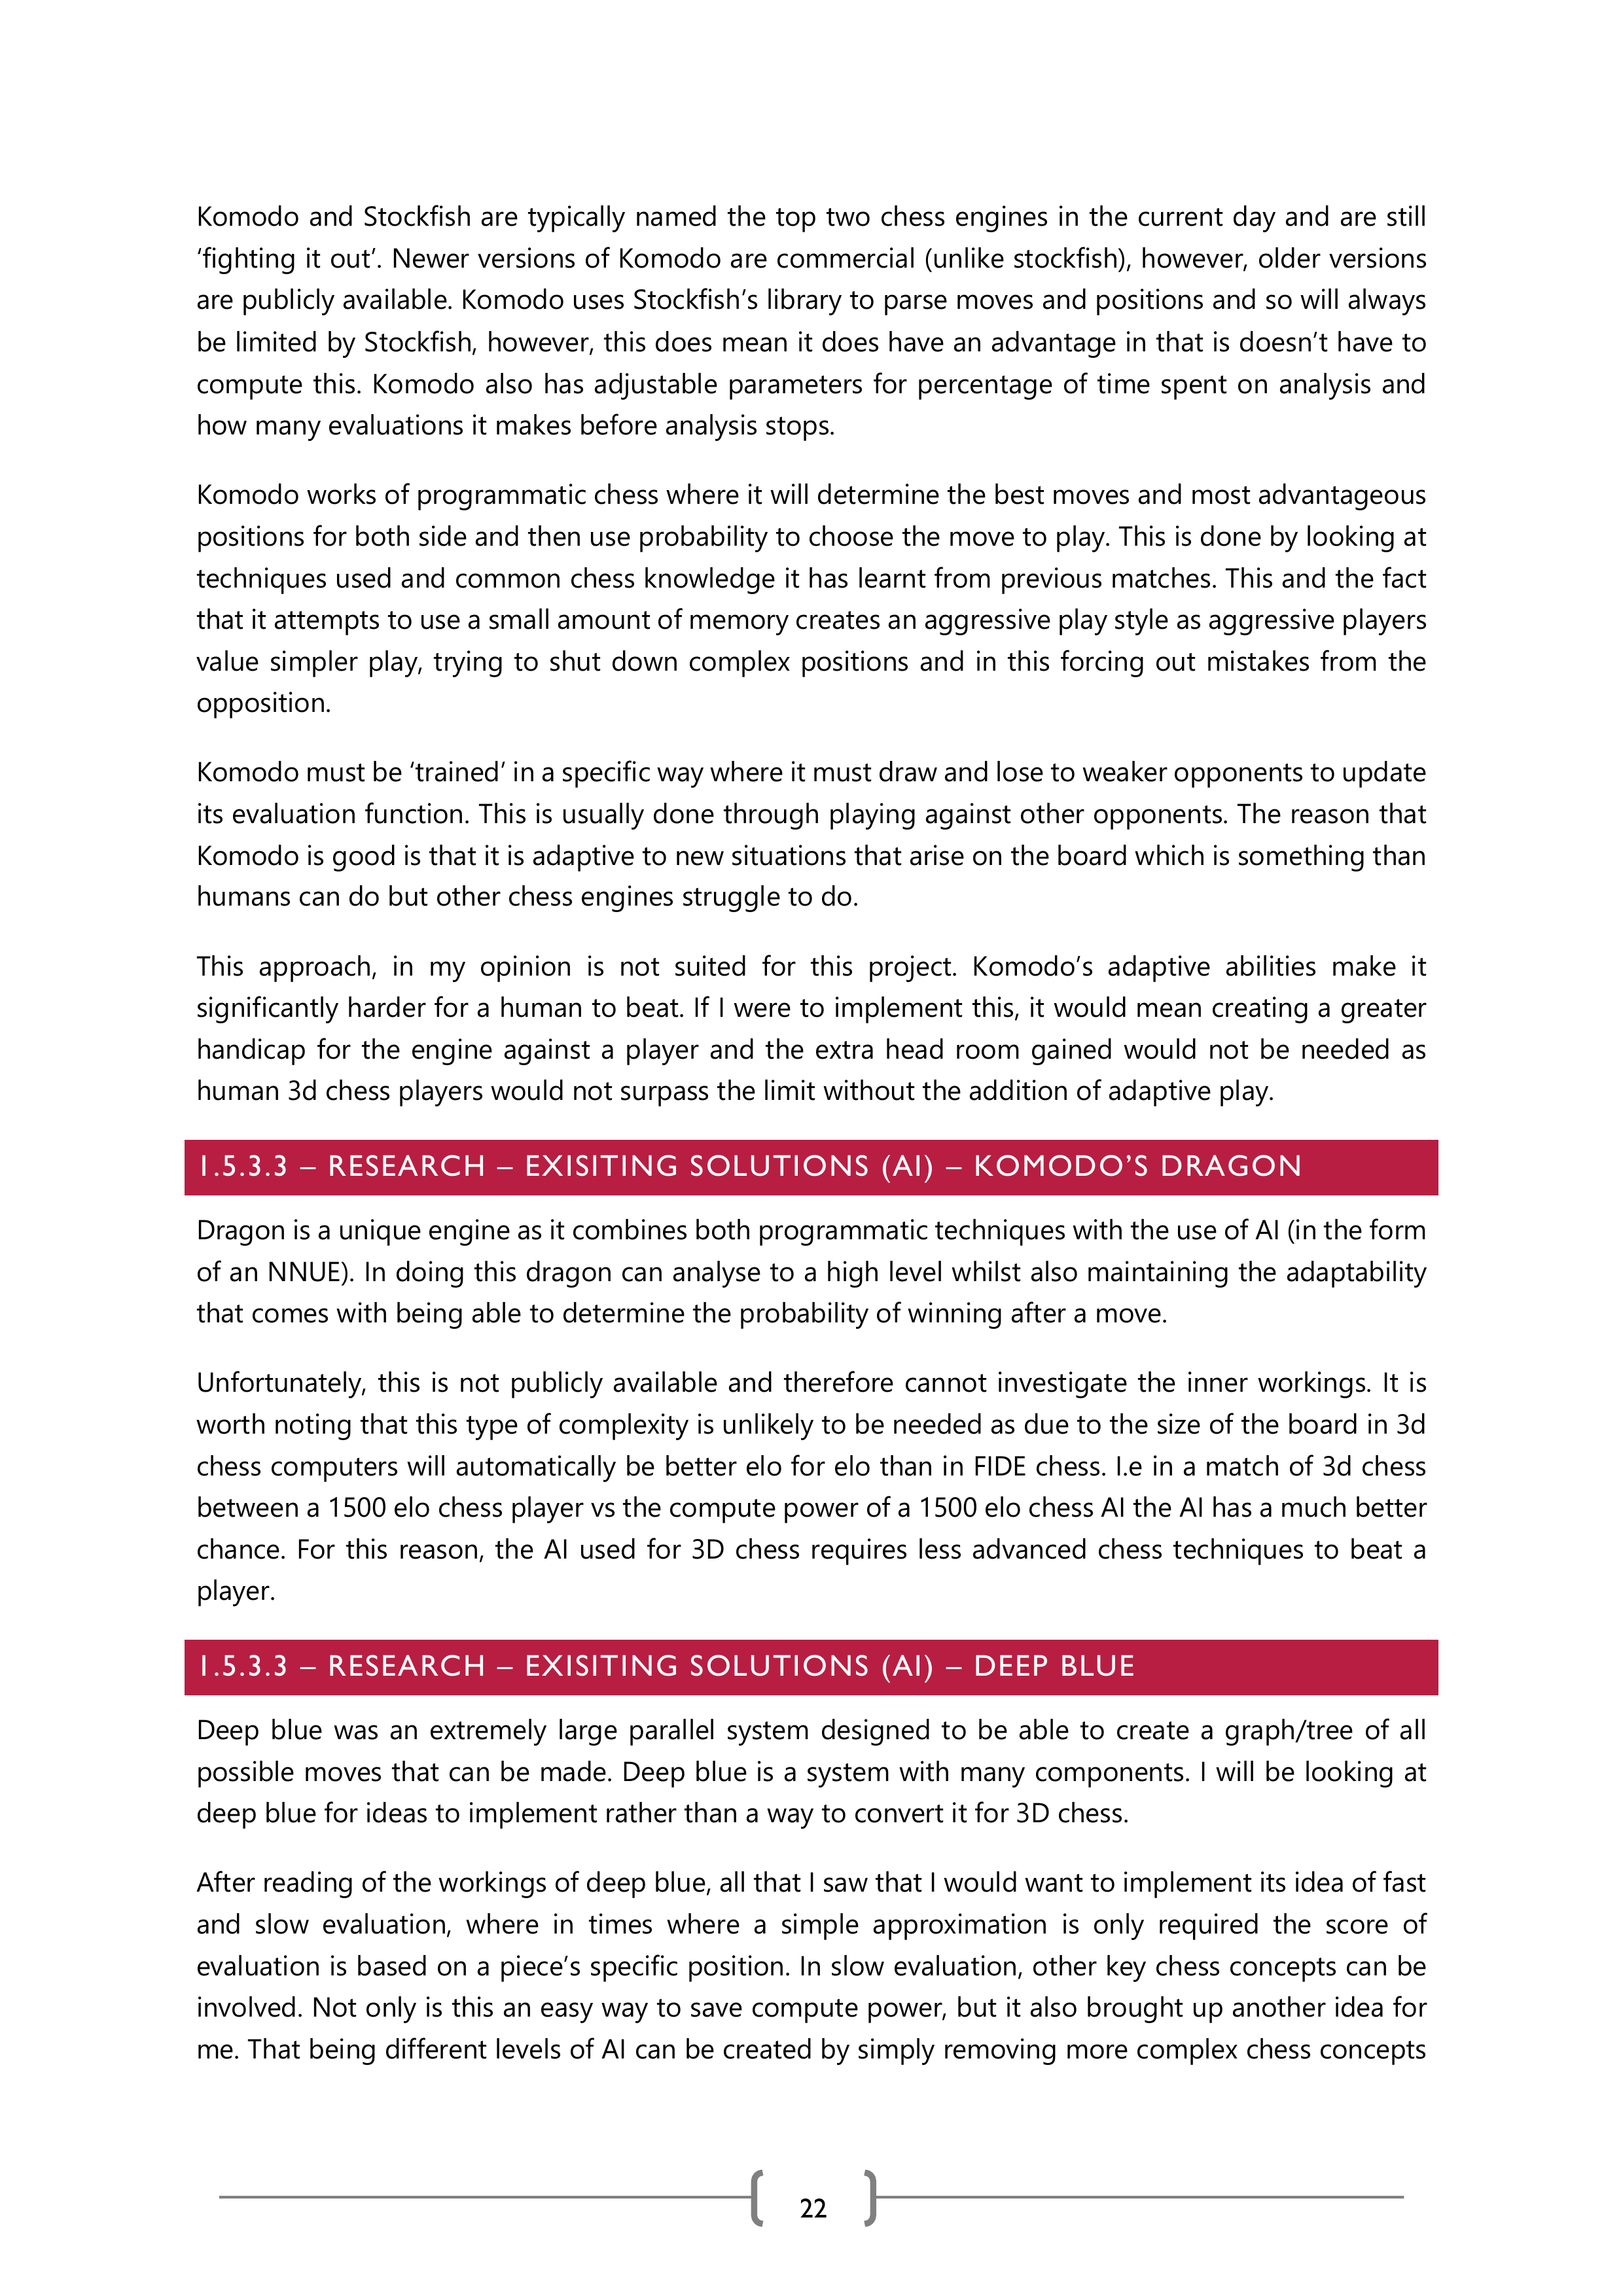 Komodo and Stockfish are typically named the top two chess engines in the current day and are still
‘fighting it out’. Newer versions of Komodo are commercial (unlike stockfish), however, older versions
are publicly available. Komodo uses Stockfish’s library to parse moves and positions and so will always
be limited by Stockfish, however, this does mean it does have an advantage in that is doesn’t have to
compute this. Komodo also has adjustable parameters for percentage of time spent on analysis and
how many evaluations it makes before analysis stops.
Komodo works of programmatic chess where it will determine the best moves and most advantageous
positions for both side and then use probability to choose the move to play. This is done by looking at
techniques used and common chess knowledge it has learnt from previous matches. This and the fact
that it attempts to use a small amount of memory creates an aggressive play style as aggressive players
value simpler play, trying to shut down complex positions and in this forcing out mistakes from the
opposition.
Komodo must be ‘trained’ in a specific way where it must draw and lose to weaker opponents to update
its evaluation function. This is usually done through playing against other opponents. The reason that
Komodo is good is that it is adaptive to new situations that arise on the board which is something than
humans can do but other chess engines struggle to do.
This approach, in my opinion is not suited for this project. Komodo’s adaptive abilities make it
significantly harder for a human to beat. If I were to implement this, it would mean creating a greater
handicap for the engine against a player and the extra head room gained would not be needed as
human 3d chess players would not surpass the limit without the addition of adaptive play.
1.5.3.3 – RESEARCH – EXISITING SOLUTIONS (AI) – KOMODO’S DRAGON
Dragon is a unique engine as it combines both programmatic techniques with the use of AI (in the form
of an NNUE). In doing this dragon can analyse to a high level whilst also maintaining the adaptability
that comes with being able to determine the probability of winning after a move.
Unfortunately, this is not publicly available and therefore cannot investigate the inner workings. It is
worth noting that this type of complexity is unlikely to be needed as due to the size of the board in 3d
chess computers will automatically be better elo for elo than in FIDE chess. I.e in a match of 3d chess
between a 1500 elo chess player vs the compute power of a 1500 elo chess AI the AI has a much better
chance. For this reason, the AI used for 3D chess requires less advanced chess techniques to beat a
player.
1.5.3.3 – RESEARCH – EXISITING SOLUTIONS (AI) – DEEP BLUE
Deep blue was an extremely large parallel system designed to be able to create a graph/tree of all
possible moves that can be made. Deep blue is a system with many components. I will be looking at
deep blue for ideas to implement rather than a way to convert it for 3D chess.
After reading of the workings of deep blue, all that I saw that I would want to implement its idea of fast
and slow evaluation, where in times where a simple approximation is only required the score of
evaluation is based on a piece’s specific position. In slow evaluation, other key chess concepts can be
involved. Not only is this an easy way to save compute power, but it also brought up another idea for
me. That being different levels of AI can be created by simply removing more complex chess concepts
22